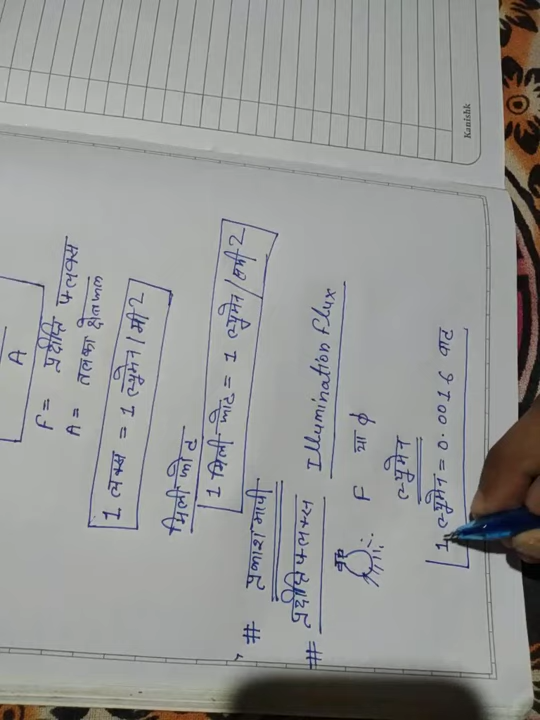 A
F = प्रदीप्ति फ्लक्स
A = तलका क्षेत्रफल
1 लक्स = 1 ल्युमेन / मी 2
मिली फोट
1 मिली फोट = 1 ल्युमेन / सेमी 2
# प्रकाश मापी
# प्रदीप्ति फ्लक्स Illumination flux
F या ϕ
ल्युमेन
1 ल्युमेन = 0.0016 वाट
Kanishk